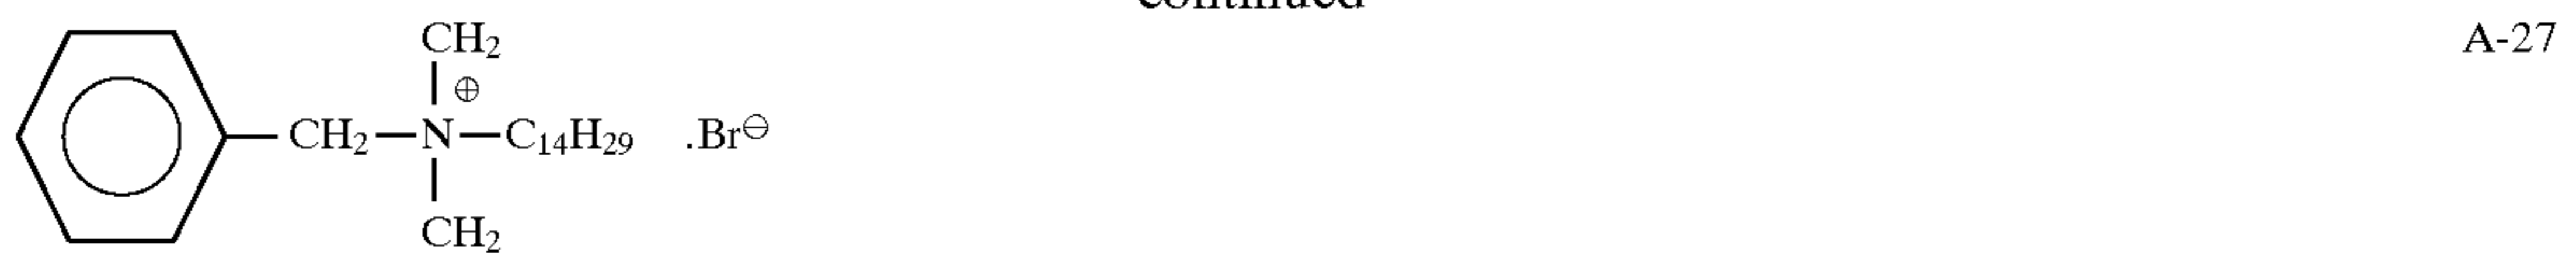 continued
A-27
CH₂
⊕
CH₂—N—C₁₄H₂₉ .Br⊖
CH₂